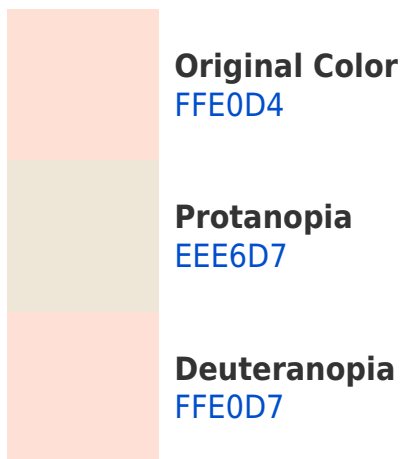 Original Color
FFE0D4
Protanopia
EEE6D7
Deuteranopia
FFE0D7